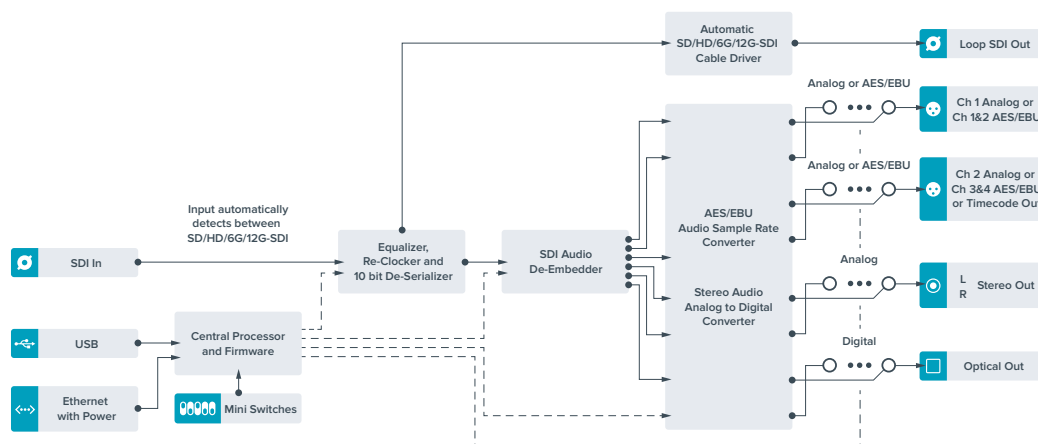 Automatic
SD/HD/6G/12G-SDI
Cable Driver
Loop SDI Out
Analog or AES/EBU
Ch 1 Analog or
Ch 1&2 AES/EBU
Analog or AES/EBU
Ch 2 Analog or
Ch 3&4 AES/EBU
or Timecode Out
Input automatically
detects between
SD/HD/6G/12G-SDI
SDI In
Equalizer,
Re-Clocker and
10 bit De-Serializer
SDI Audio
De-Embedder
AES/EBU
Audio Sample Rate
Converter
Stereo Audio
Analog to Digital
Converter
Analog
L
R
Stereo Out
USB
Central Processor
and Firmware
Digital
Optical Out
Ethernet
with Power
Mini Switches